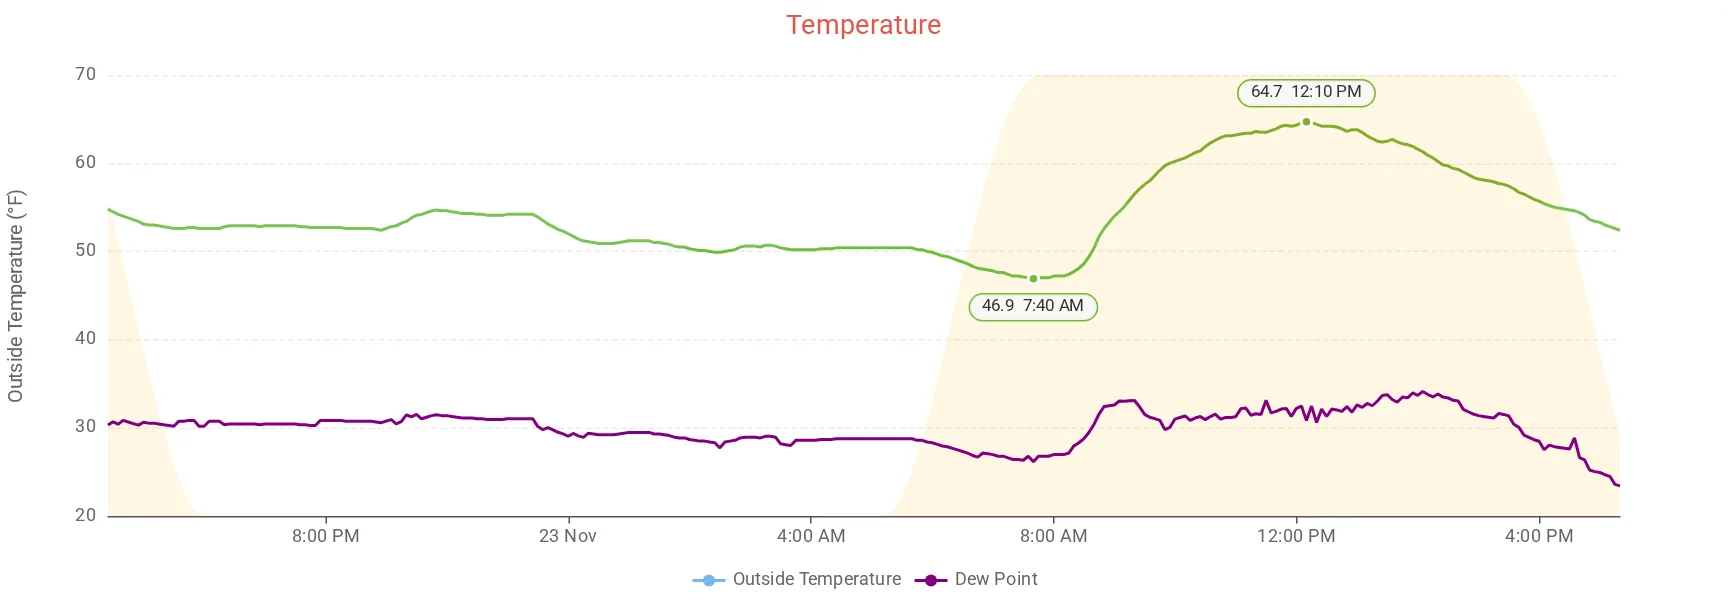 Temperature
Outside Temperature (°F)
70
60
50
40
30
20
64.7 12:10 PM
46.9 7:40 AM
8:00 PM 23 Nov 4:00 AM 8:00 AM 12:00 PM 4:00 PM
Outside Temperature Dew Point